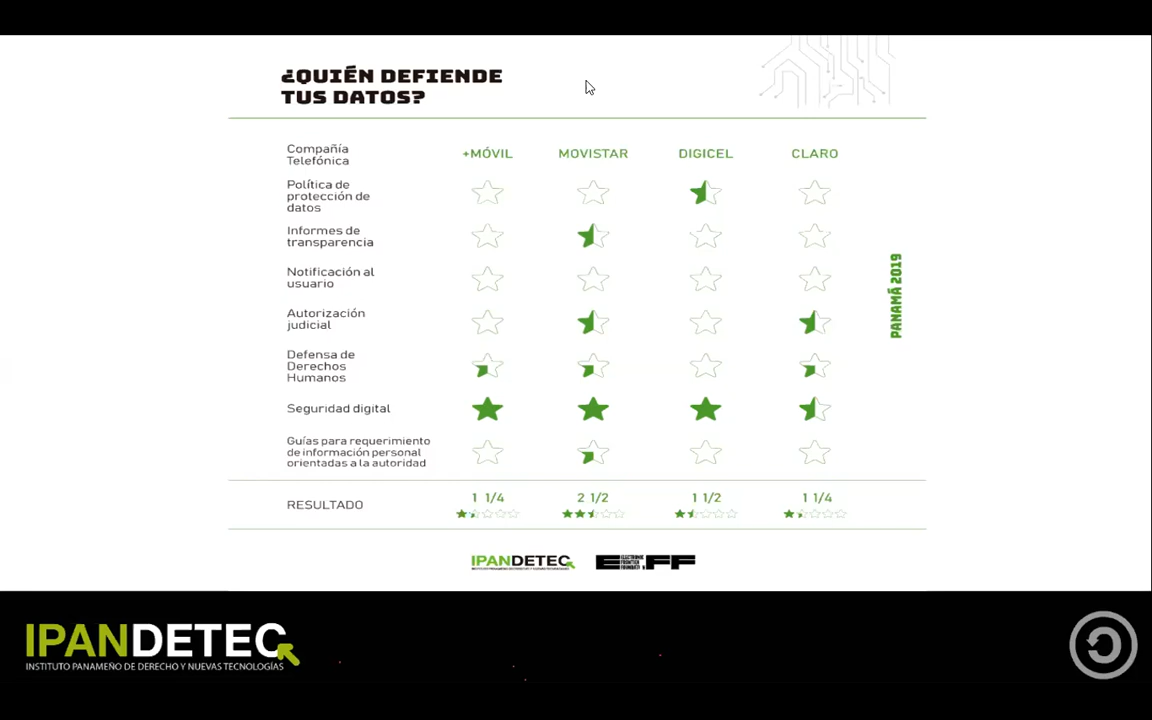 ¿QUIÉN DEFIENDE
TUS DATOS?
Compañía
Telefónica
+MÓVIL MOVISTAR DIGICEL CLARO
Política de
protección de
datos
Informes de
transparencia
Notificación al
usuario
Autorización
judicial
Defensa de
Derechos
Humanos
Seguridad digital
Guías para requerimiento
de información personal
orientadas a la autoridad
RESULTADO
1 1/4 2 1/2 1 1/2 1 1/4
PANAMÁ 2019
IPANDETEC
ELECTRONIC
FRONTIER
FOUNDATION
EFF
IPANDETEC
INSTITUTO PANAMEÑO DE DERECHO Y NUEVAS TECNOLOGÍAS